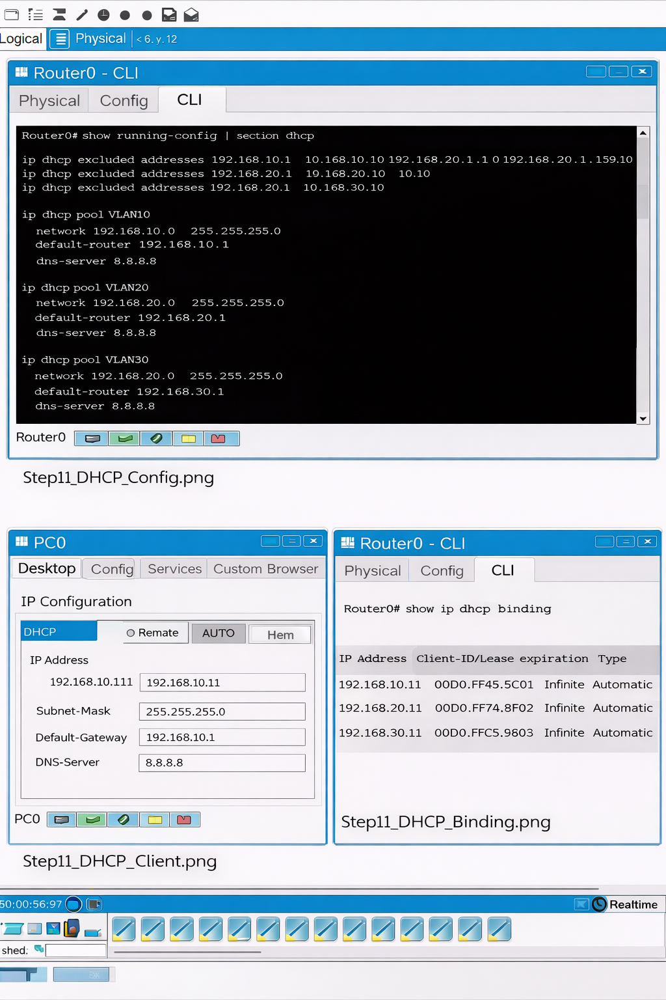 Logical Physical < 6. y. 12
Router0 - CLI
Physical Config CLI
Router0# show running-config | section dhcp
ip dhcp excluded addresses 192.168.10.1 10.168.10.10 192.168.20.1.1 0 192.168.20.1.159.10
ip dhcp excluded addresses 192.168.20.1 19.168.20.10 10.10
ip dhcp excluded addresses 192.168.20.1 10.168.30.10
ip dhcp pool VLAN10
network 192.168.10.0 255.255.255.0
default-router 192.168.10.1
dns-server 8.8.8.8
ip dhcp pool VLAN20
network 192.168.20.0 255.255.255.0
default-router 192.168.20.1
dns-server 8.8.8.8
ip dhcp pool VLAN30
network 192.168.20.0 255.255.255.0
default-router 192.168.30.1
dns-server 8.8.8.8
Router0
Step11_DHCP_Config.png
PC0
Desktop Config Services Custom Browser
IP Configuration
DHCP Remate AUTO Hem
IP Address
192.168.10.111 192.168.10.11
Subnet-Mask 255.255.255.0
Default-Gateway 192.168.10.1
DNS-Server 8.8.8.8
PC0
Step11_DHCP_Client.png
Router0 - CLI
Physical Config CLI
Router0# show ip dhcp binding
IP Address Client-ID/Lease expiration Type
192.168.10.11 00D0.FF45.5C01 Infinite Automatic
192.168.20.11 00D0.FF74.8F02 Infinite Automatic
192.168.30.11 00D0.FFC5.9803 Infinite Automatic
Step11_DHCP_Binding.png
50:00:56:97 Realtime
shed: